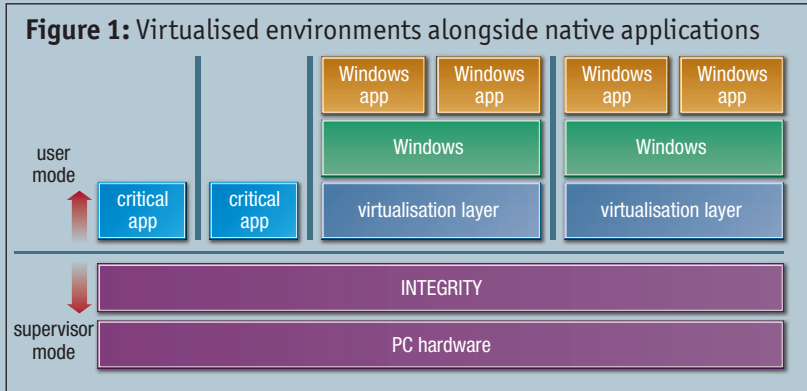 Figure 1: Virtualised environments alongside native applications
Windows
app
Windows
app
Windows
app
Windows
app
Windows
Windows
user
mode
critical
app
critical
app
virtualisation layer
virtualisation layer
INTEGRITY
supervisor
mode
PC hardware